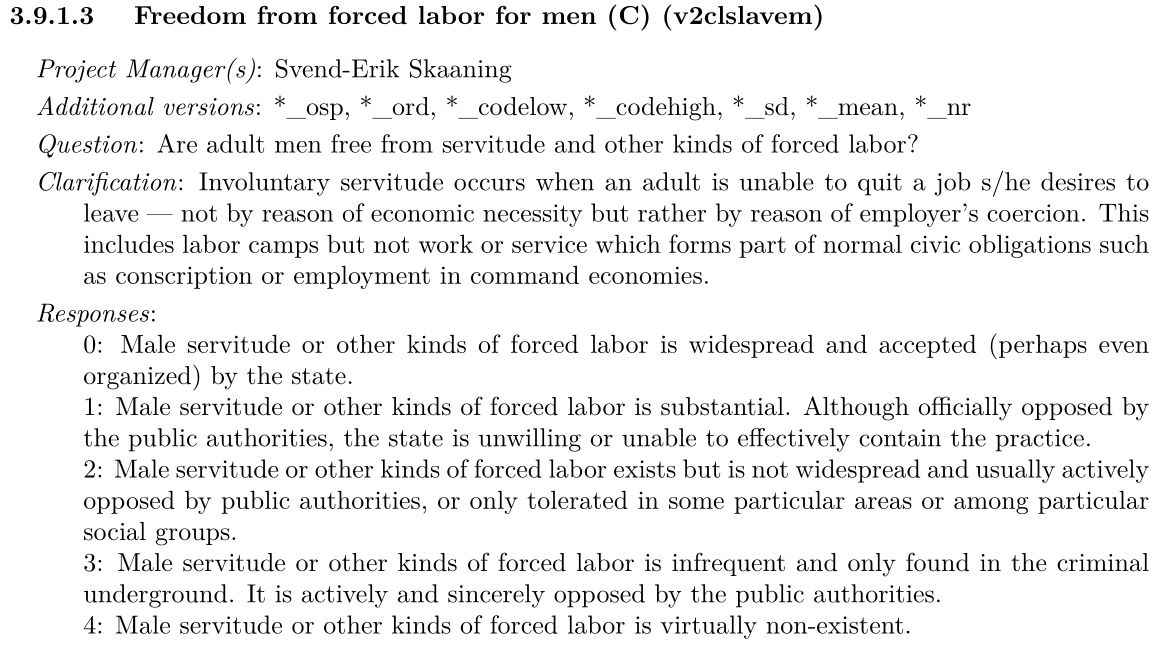 3.9.1.3 Freedom from forced labor for men (C) (v2clslavem)
Project Manager(s): Svend-Erik Skaaning
Additional versions: *_osp, *_ord, *_codelow, *_codehigh, *_sd, *_mean, *_nr
Question: Are adult men free from servitude and other kinds of forced labor?
Clarification: Involuntary servitude occurs when an adult is unable to quit a job s/he desires to
leave — not by reason of economic necessity but rather by reason of employer's coercion. This
includes labor camps but not work or service which forms part of normal civic obligations such
as conscription or employment in command economies.
Responses:
0: Male servitude or other kinds of forced labor is widespread and accepted (perhaps even
organized) by the state.
1: Male servitude or other kinds of forced labor is substantial. Although officially opposed by
the public authorities, the state is unwilling or unable to effectively contain the practice.
2: Male servitude or other kinds of forced labor exists but is not widespread and usually actively
opposed by public authorities, or only tolerated in some particular areas or among particular
social groups.
3: Male servitude or other kinds of forced labor is infrequent and only found in the criminal
underground. It is actively and sincerely opposed by the public authorities.
4: Male servitude or other kinds of forced labor is virtually non-existent.